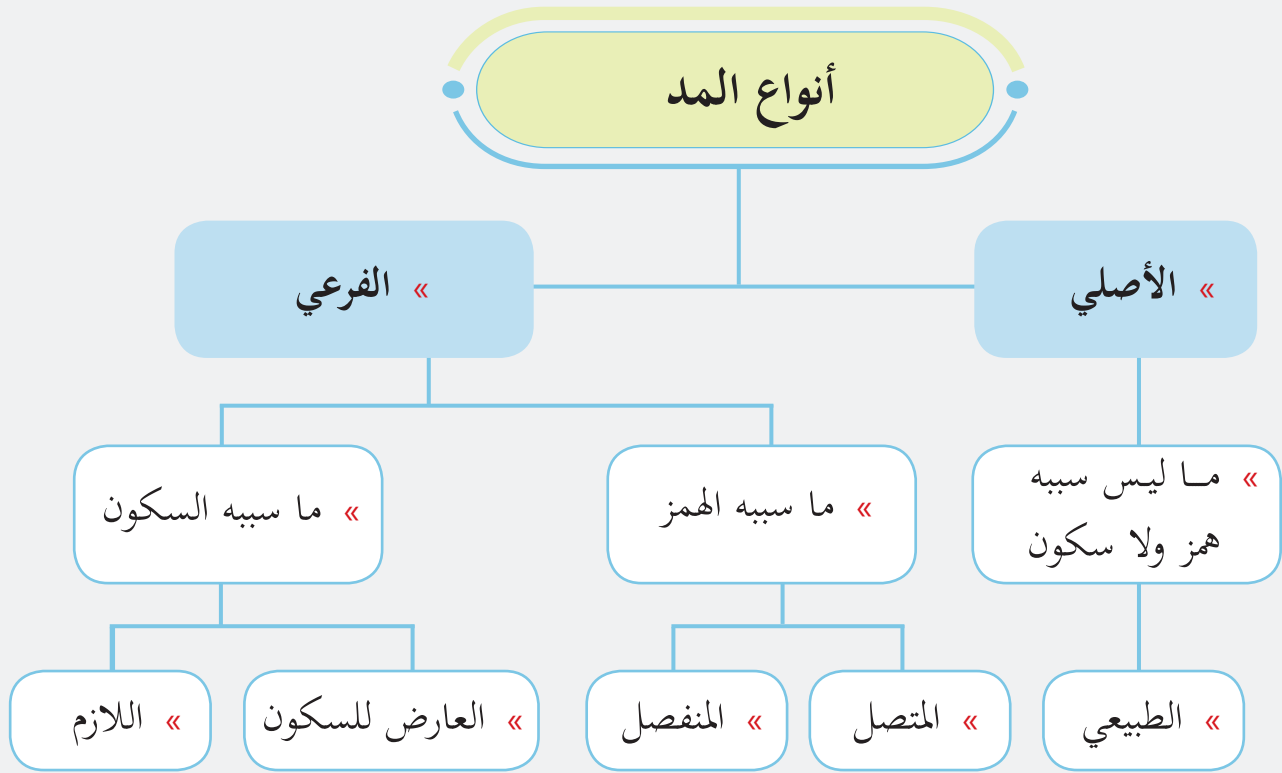 أنواع المد
» الأصلي
» الفرعي
» ما ليس سببه
همز ولا سكون
» ما سببه الهمز
» ما سببه السكون
» الطبيعي
» المتصل
» المنفصل
» العارض للسكون
» اللازم